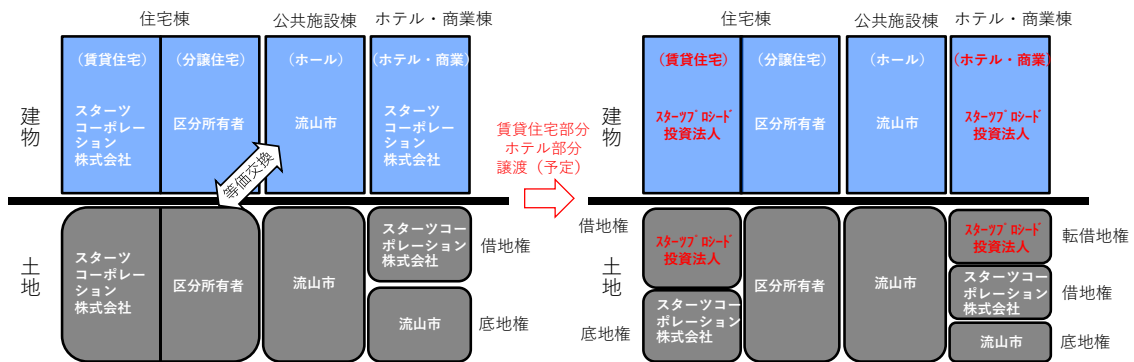 住宅棟
公共施設棟
ホテル・商業棟
建物
(賃貸住宅)
スターツ
コーポレー
ション
株式会社
(分譲住宅)
区分所有者
(ホール)
流山市
(ホテル・商業)
スターツ
コーポレー
ション
株式会社
等価交換
土地
スターツ
コーポレー
ション
株式会社
区分所有者
流山市
スターツコー
ポレーション
株式会社
借地権
流山市
底地権
賃貸住宅部分
ホテル部分
譲渡（予定）
住宅棟
公共施設棟
ホテル・商業棟
建物
(賃貸住宅)
スターツプロシード
投資法人
(分譲住宅)
区分所有者
(ホール)
流山市
(ホテル・商業)
スターツプロシード
投資法人
土地
借地権
スターツプロシード
投資法人
底地権
スターツコー
ポレーション
株式会社
区分所有者
流山市
スターツプロシード
投資法人
転借地権
スターツコー
ポレーション
株式会社
借地権
流山市
底地権